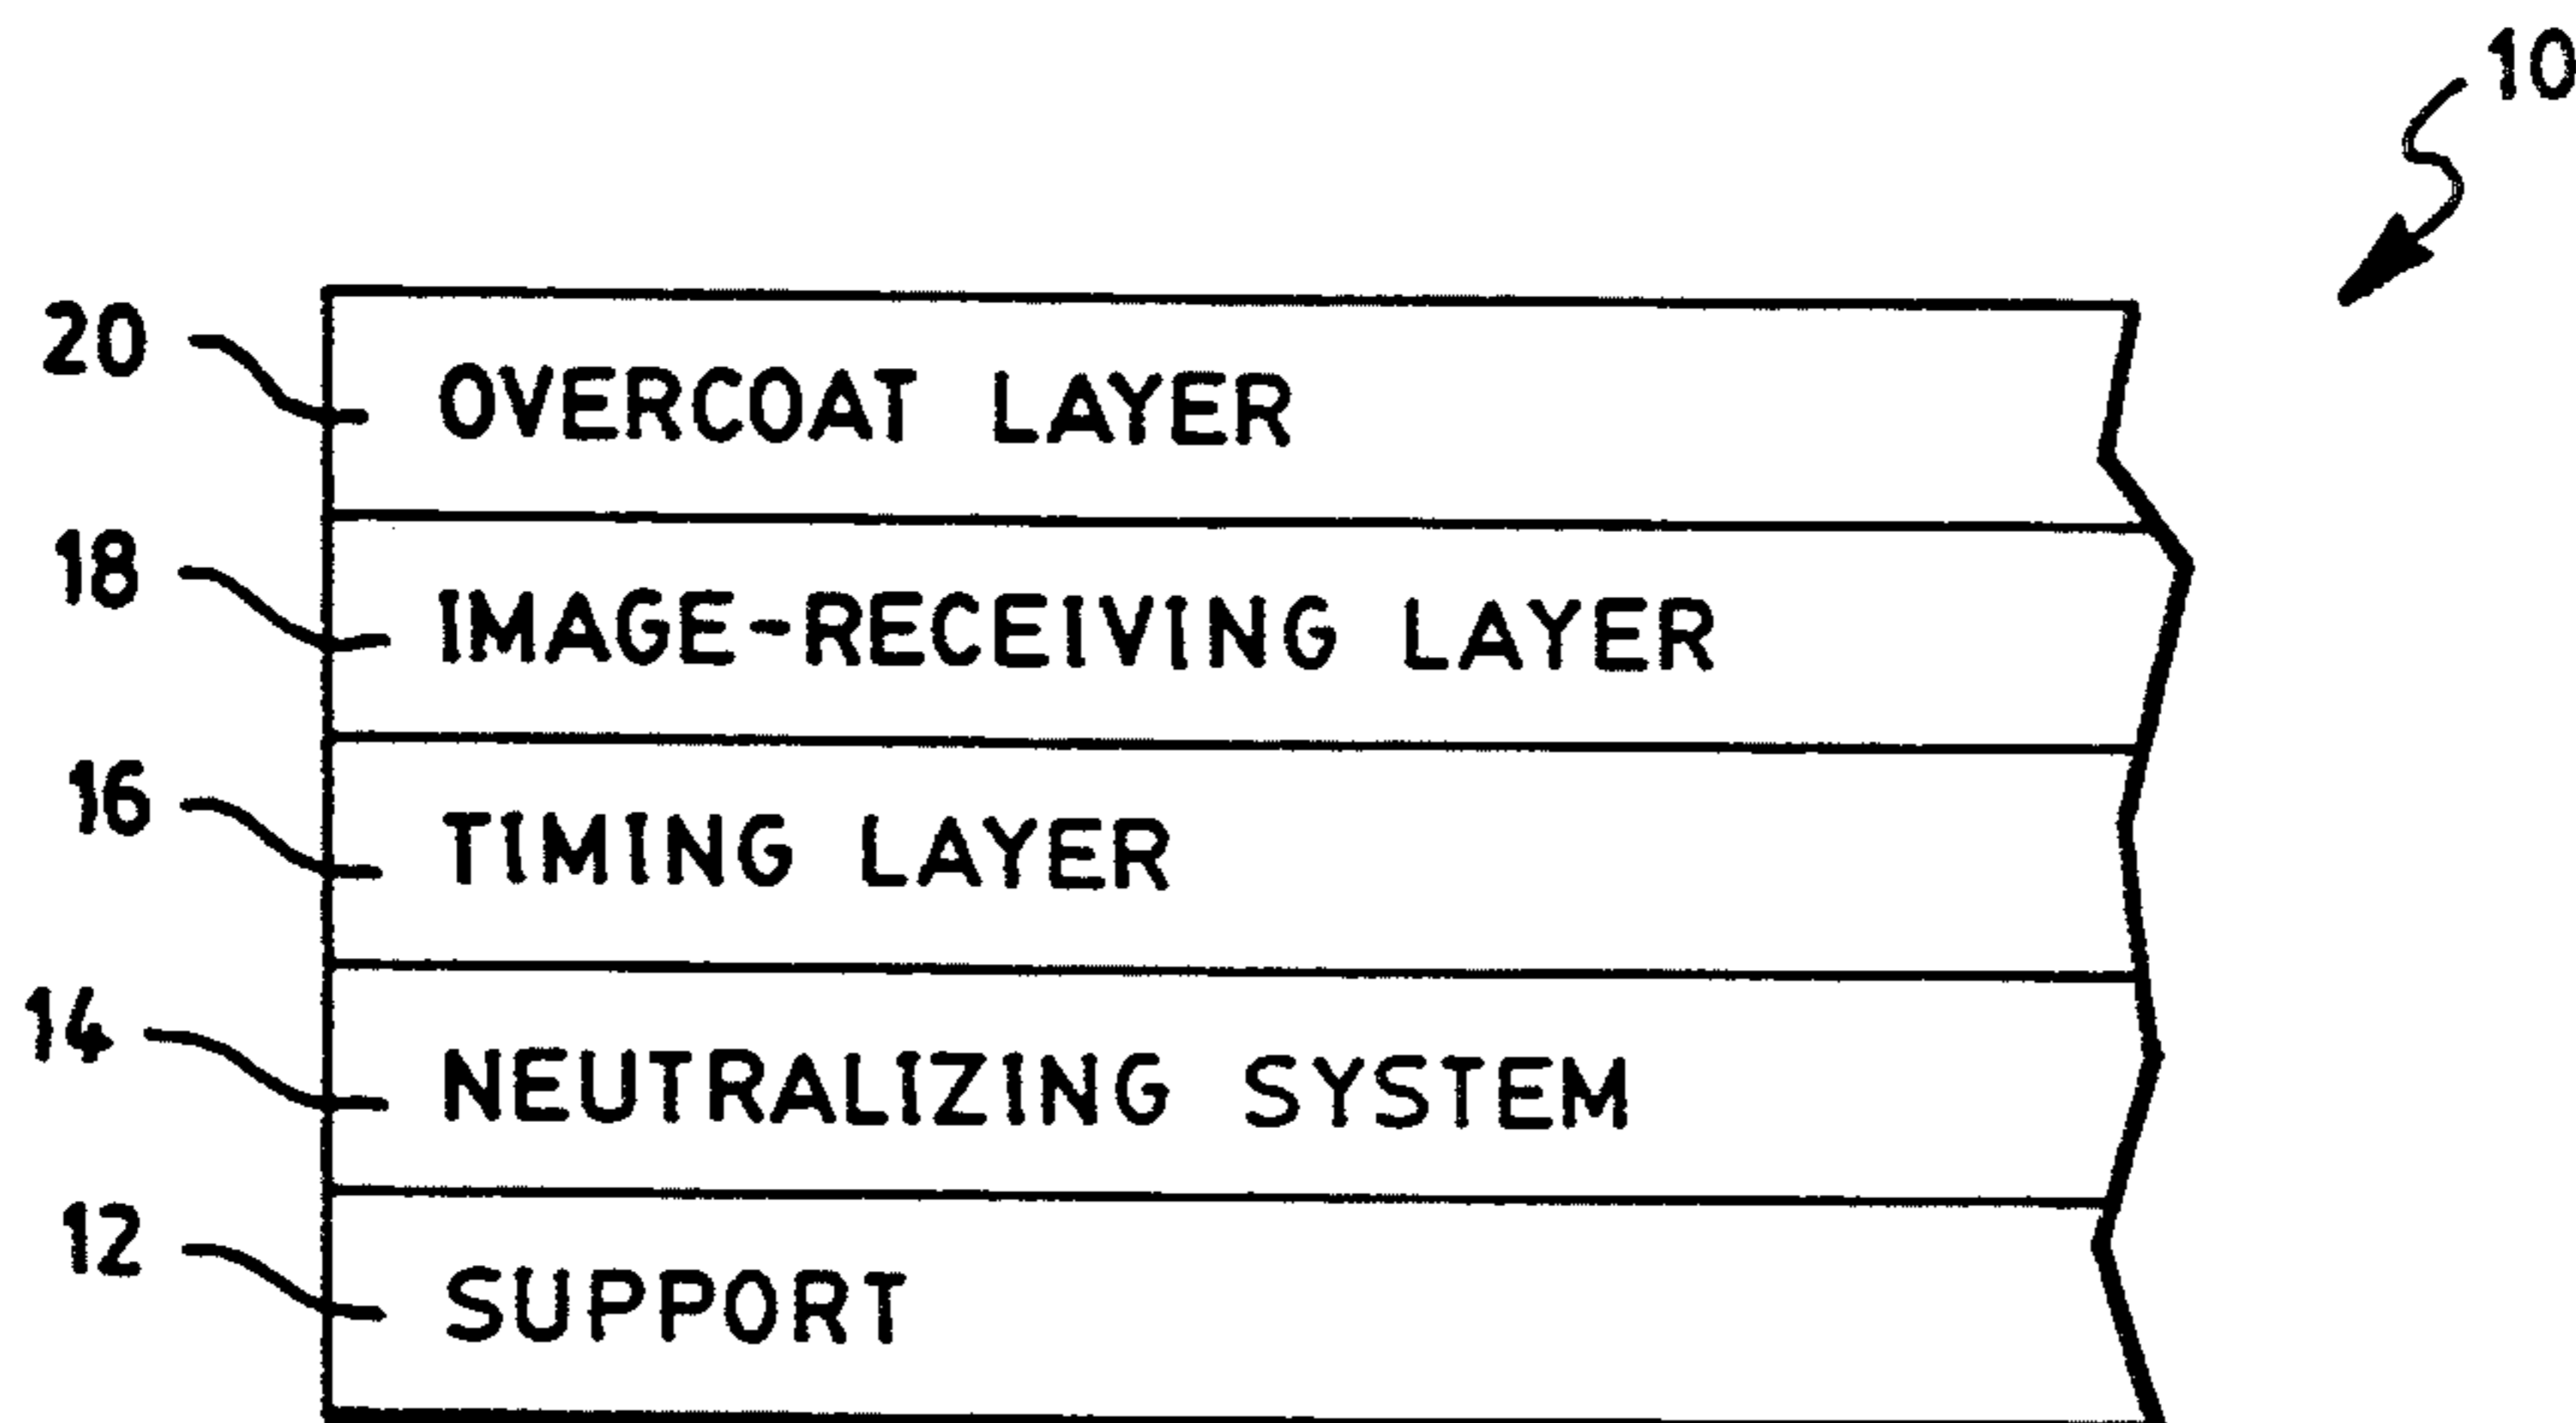 10
20 OVERCOAT LAYER
18 IMAGE-RECEIVING LAYER
16 TIMING LAYER
14 NEUTRALIZING SYSTEM
12 SUPPORT